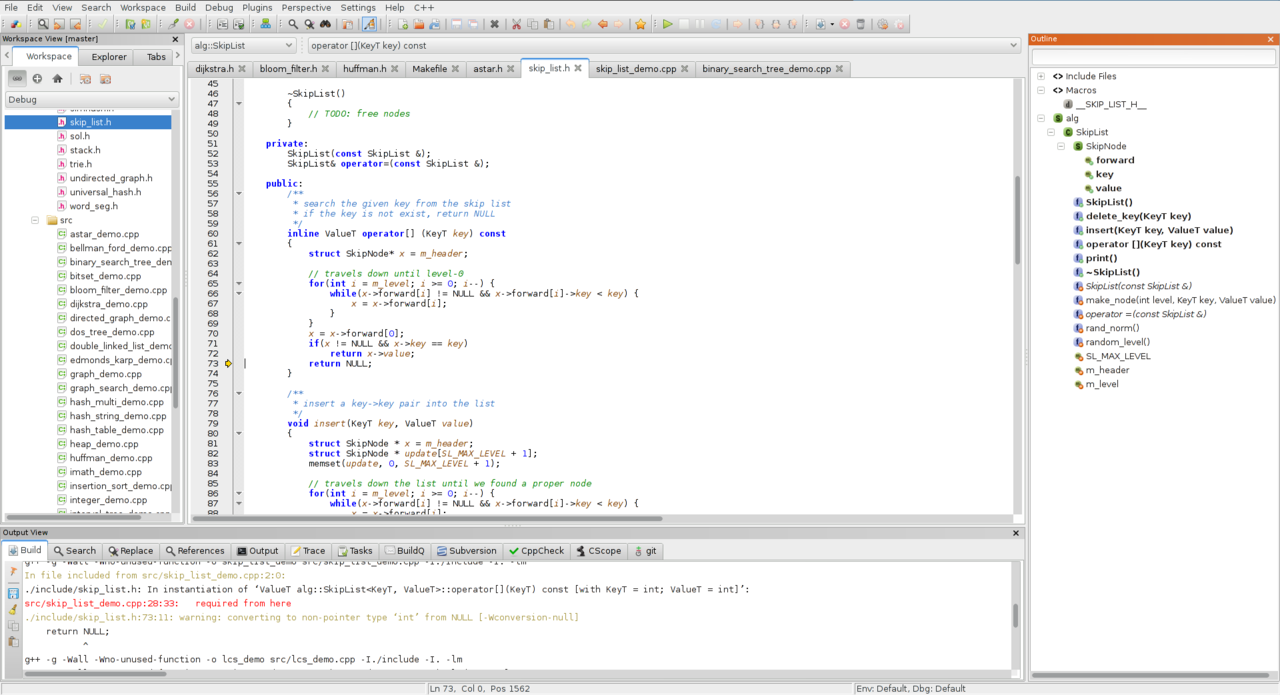 File Edit View Search Workspace Build Debug Plugins Perspective Settings Help C++
Workspace View [master]
Workspace Explorer Tabs
Debug
skip_list.h
sol.h
stack.h
trie.h
undirected_graph.h
universal_hash.h
word_seg.h
src
astar_demo.cpp
bellman_ford_demo.cpp
binary_search_tree_den
bitset_demo.cpp
bloom_filter_demo.cpp
dijkstra_demo.cpp
directed_graph_demo.c
dos_tree_demo.cpp
double_linked_list_demo
edmonds_karp_demo.cp
graph_demo.cpp
graph_search_demo.cpp
hash_multi_demo.cpp
hash_string_demo.cpp
hash_table_demo.cpp
heap_demo.cpp
huffman_demo.cpp
imath_demo.cpp
insertion_sort_demo.cpp
integer_demo.cpp
alg::SkipList operator [](KeyT key) const
dijkstra.h bloom_filter.h huffman.h Makefile astar.h skip_list.h skip_list_demo.cpp binary_search_tree_demo.cpp
45
46 ~SkipList()
47 {
48 // TODO: free nodes
49 }
50
51 private:
52 SkipList(const SkipList &);
53 SkipList& operator=(const SkipList &);
54
55 public:
56 /**
57 * search the given key from the skip list
58 * if the key is not exist, return NULL
59 */
60 inline ValueT operator[] (KeyT key) const
61 {
62 struct SkipNode* x = m_header;
63
64 // travels down until level-0
65 for(int i = m_level; i >= 0; i--) {
66 while(x->forward[i] != NULL && x->forward[i]->key < key) {
67 x = x->forward[i];
68 }
69 }
70 x = x->forward[0];
71 if(x != NULL && x->key == key)
72 return x->value;
73 return NULL;
74 }
75
76 /**
77 * insert a key->key pair into the list
78 */
79 void insert(KeyT key, ValueT value)
80 {
81 struct SkipNode * x = m_header;
82 struct SkipNode * update[SL_MAX_LEVEL + 1];
83 memset(update, 0, SL_MAX_LEVEL + 1);
84
85 // travels down the list until we found a proper node
86 for(int i = m_level; i >= 0; i--) {
87 while(x->forward[i] != NULL && x->forward[i]->key < key) {
88 x = x->forward[i];
Outline
Include Files
Macros
__SKIP_LIST_H__
alg
SkipList
SkipNode
forward
key
value
SkipList()
delete_key(KeyT key)
insert(KeyT key, ValueT value)
operator [](KeyT key) const
print()
~SkipList()
SkipList(const SkipList &)
make_node(int level, KeyT key, ValueT value)
operator =(const SkipList &)
rand_norm()
random_level()
SL_MAX_LEVEL
m_header
m_level
Output View
Build Search Replace References Output Trace Tasks BuildQ Subversion CppCheck CScope git
g++ -g -Wall -Wno-unused-function -o skip_list_demo src/skip_list_demo.cpp -I./include -I. -lm
In file included from src/skip_list_demo.cpp:2:0:
./include/skip_list.h: In instantiation of ‘ValueT alg::SkipList<KeyT, ValueT>::operator[](KeyT) const [with KeyT = int; ValueT = int]’:
src/skip_list_demo.cpp:28:33: required from here
./include/skip_list.h:73:11: warning: converting to non-pointer type ‘int’ from NULL [-Wconversion-null]
return NULL;
^
g++ -g -Wall -Wno-unused-function -o lcs_demo src/lcs_demo.cpp -I./include -I. -lm
Ln 73, Col 0, Pos 1562 Env: Default, Dbg: Default